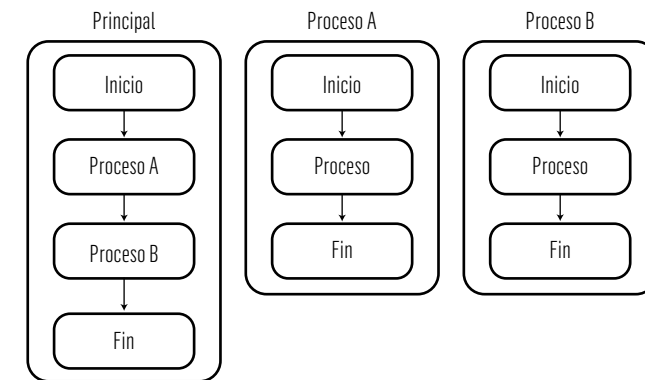 Principal
Inicio
Proceso A
Proceso B
Fin
Proceso A
Inicio
Proceso
Fin
Proceso B
Inicio
Proceso
Fin